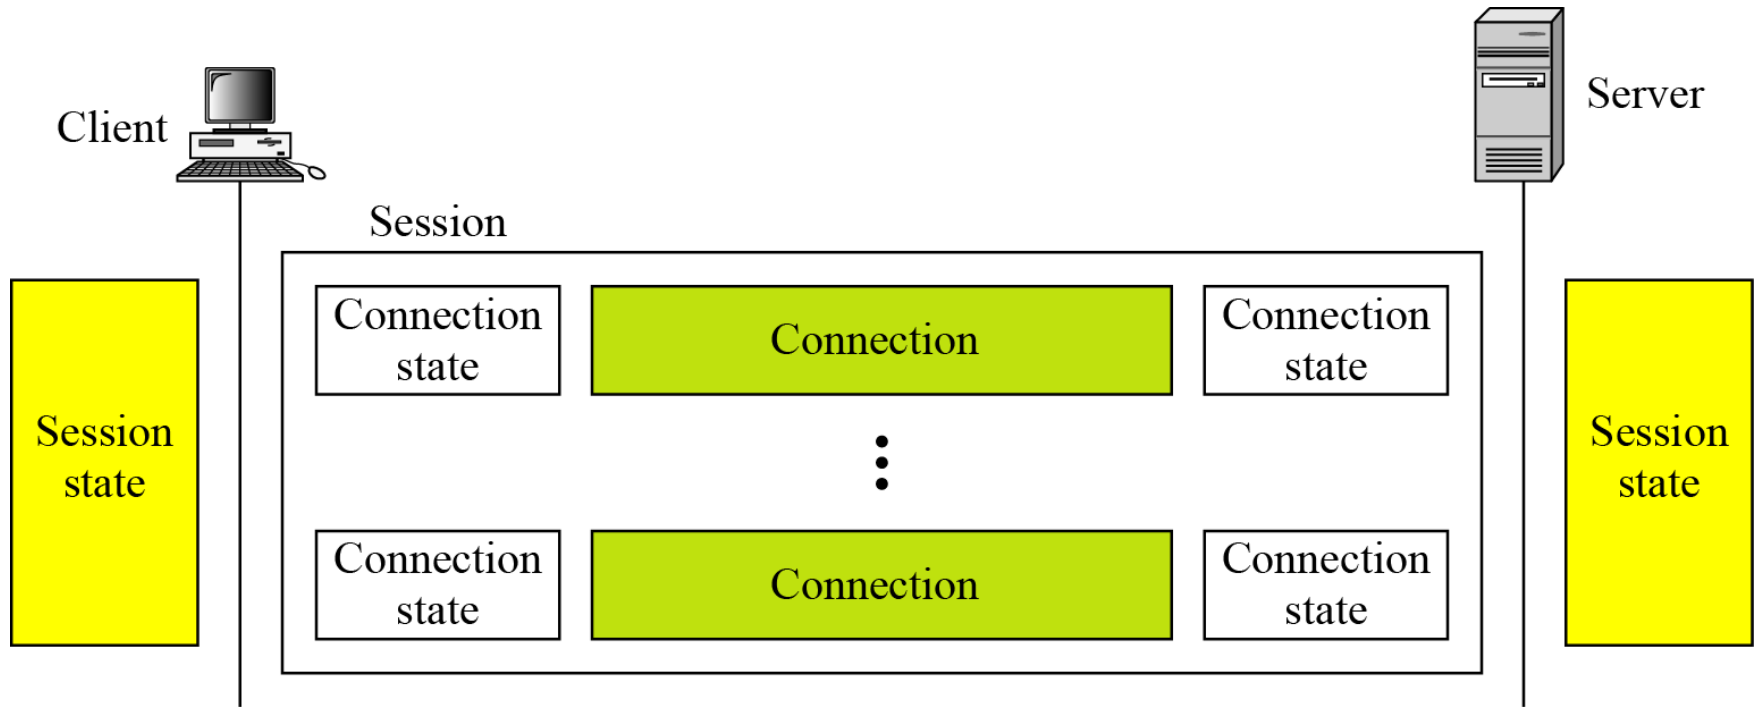 Client
Server
Session
Session
state
Connection
state
Connection
Connection
state
Connection
state
Connection
Connection
state
Session
state